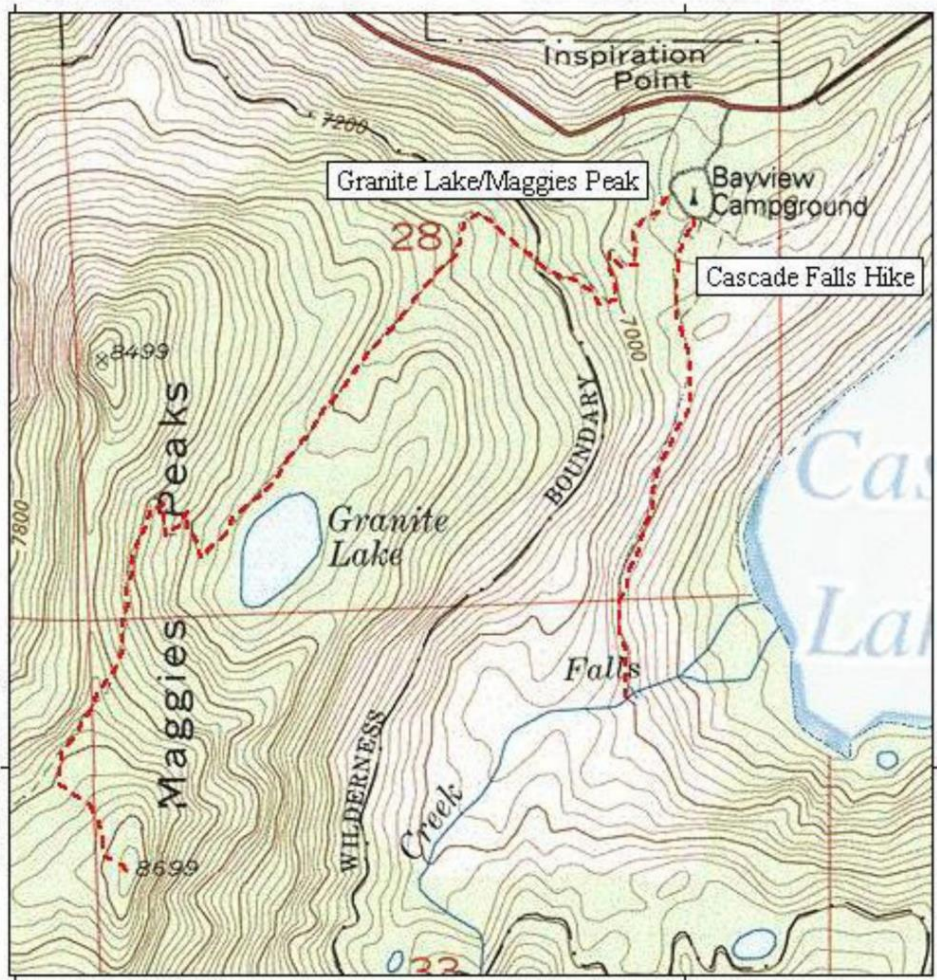 Inspiration
Point
7200
Granite Lake/Maggies Peak
Bayview
Campground
28
Cascade Falls Hike
7000
8499
Maggies Peaks
BOUNDARY
Cas
7800
Granite
Lake
Lak
Falls
WILDERNESS
Creek
8699
33